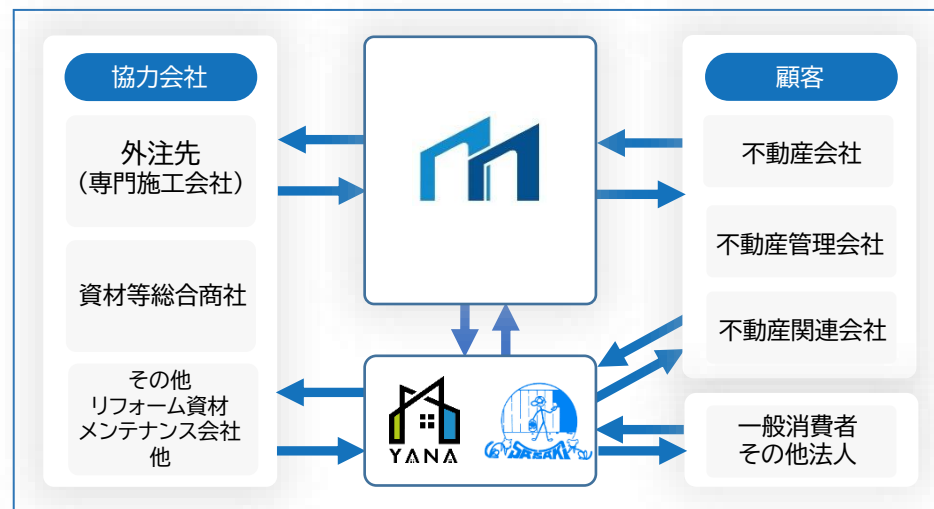 協力会社
外注先
（専門施工会社）
資材等総合商社
その他
リフォーム資材
メンテナンス会社
他
YANA
SASAKI
顧客
不動産会社
不動産管理会社
不動産関連会社
一般消費者
その他法人